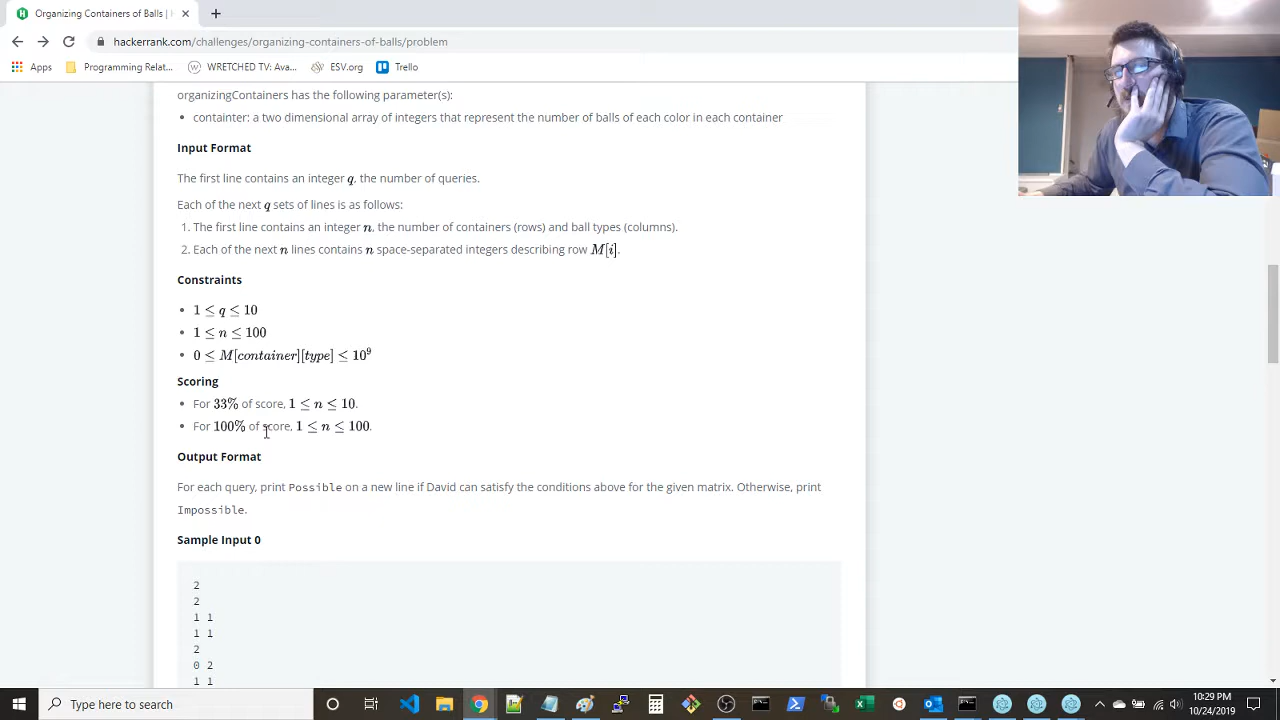 Organizing Containers of Balls |
hackerrank.com/challenges/organizing-containers-of-balls/problem
Apps
Programming Relat...
WRETCHED TV: Ava...
ESV.org
Trello
organizingContainers has the following parameter(s):
• containter: a two dimensional array of integers that represent the number of balls of each color in each container
Input Format
The first line contains an integer q, the number of queries.
Each of the next q sets of lines is as follows:
1. The first line contains an integer n, the number of containers (rows) and ball types (columns).
2. Each of the next n lines contains n space-separated integers describing row M[i].
Constraints
• 1 ≤ q ≤ 10
• 1 ≤ n ≤ 100
• 0 ≤ M[container][type] ≤ 10⁹
Scoring
• For 33% of score, 1 ≤ n ≤ 10.
• For 100% of score, 1 ≤ n ≤ 100.
Output Format
For each query, print Possible on a new line if David can satisfy the conditions above for the given matrix. Otherwise, print
Impossible.
Sample Input 0
2
2
1 1
1 1
2
0 2
1 1
Type here to search
10:29 PM
10/24/2019